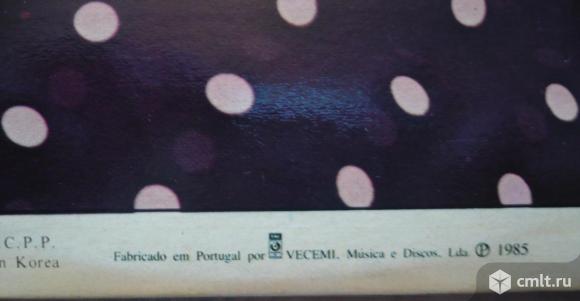 C.P.P.
n Korea
Fabricado em Portugal por VECEMI, Música e Discos, Lda. Ⓟ 1985
cmlt.ru